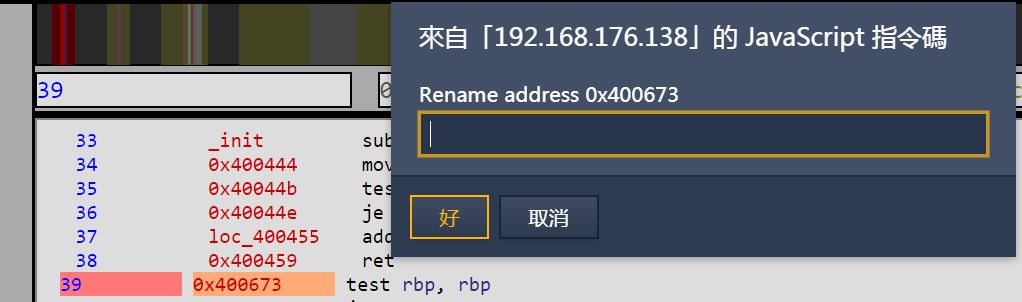 來自「192.168.176.138」的 JavaScript 指令碼
Rename address 0x400673
好 取消
39
33 _init sub
34 0x400444 mov
35 0x40044b tes
36 0x40044e je
37 loc_400455 add
38 0x400459 ret
39 0x400673 test rbp, rbp